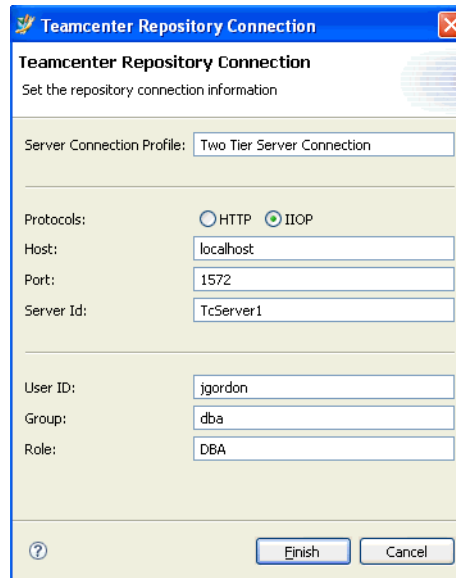 Teamcenter Repository Connection
Teamcenter Repository Connection
Set the repository connection information
Server Connection Profile: Two Tier Server Connection
Protocols: HTTP IIOP
Host: localhost
Port: 1572
Server Id: TcServer1
User ID: jgordon
Group: dba
Role: DBA
? Finish Cancel